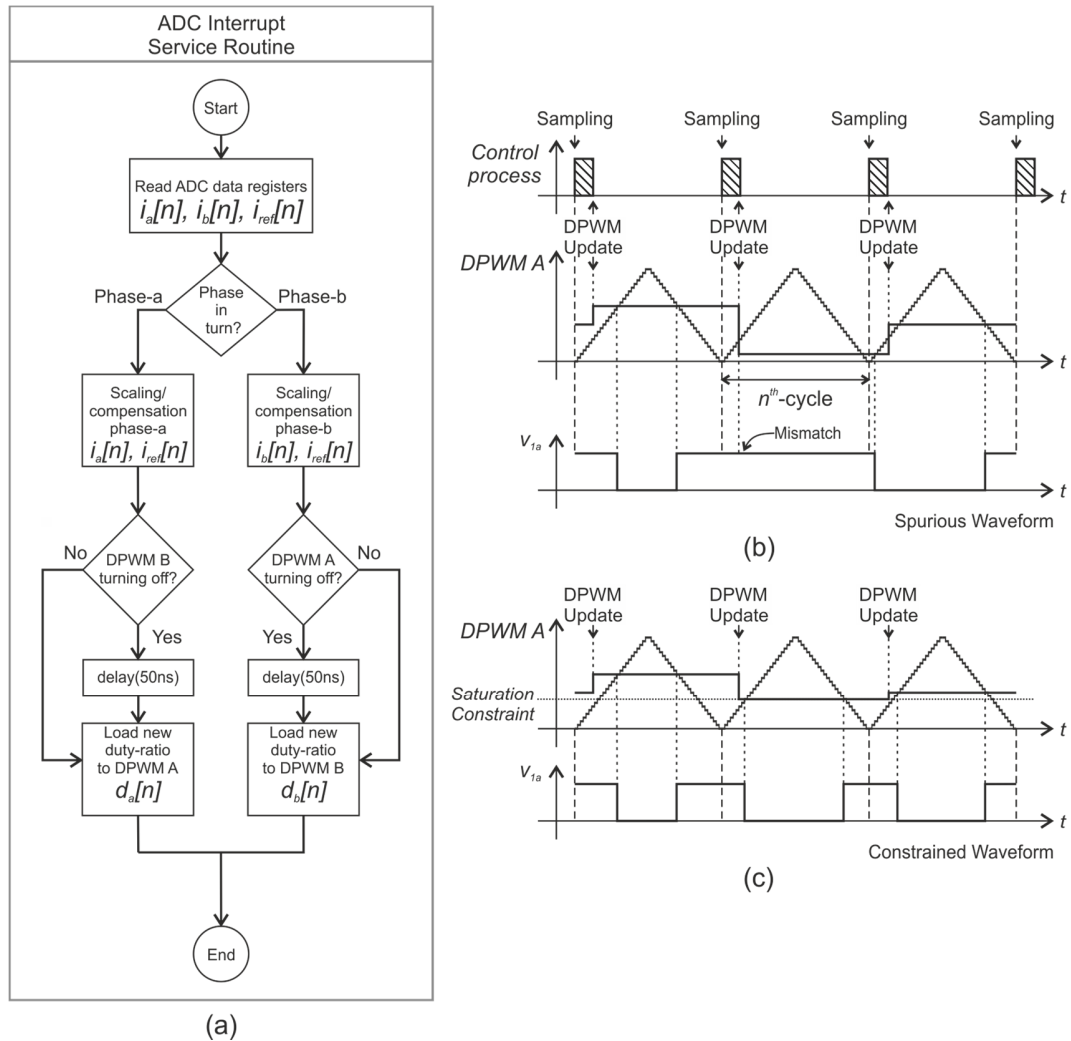 ADC Interrupt
Service Routine
Start
Read ADC data registers
i_a[n], i_b[n], i_ref[n]
Phase-a
Phase
in
turn?
Phase-b
Scaling/
compensation
phase-a
i_a[n], i_ref[n]
Scaling/
compensation
phase-b
i_b[n], i_ref[n]
No
DPWM B
turning off?
Yes
DPWM A
turning off?
No
Yes
delay(50ns)
delay(50ns)
Load new
duty-ratio
to DPWM A
d_a[n]
Load new
duty-ratio
to DPWM B
d_b[n]
End
(a)
Sampling
Sampling
Sampling
Sampling
Control
process
t
DPWM
Update
DPWM
Update
DPWM
Update
DPWM A
t
n^th-cycle
Mismatch
v_1a
t
Spurious Waveform
(b)
DPWM
Update
DPWM
Update
DPWM
Update
DPWM A
Saturation
Constraint
t
v_1a
t
Constrained Waveform
(c)